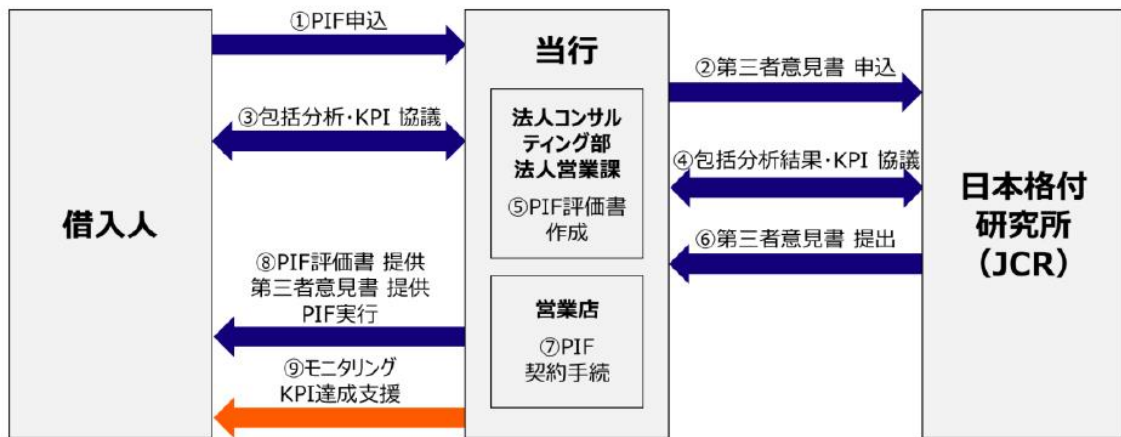 ①PIF申込
当行
②第三者意見書 申込
③包括分析・KPI 協議
法人コンサル
ティング部
法人営業課
⑤PIF評価書
作成
④包括分析結果・KPI 協議
借入人
日本格付
研究所
（JCR）
⑥第三者意見書 提出
⑧PIF評価書 提供
第三者意見書 提供
PIF実行
営業店
⑦PIF
契約手続
⑨モニタリング
KPI達成支援